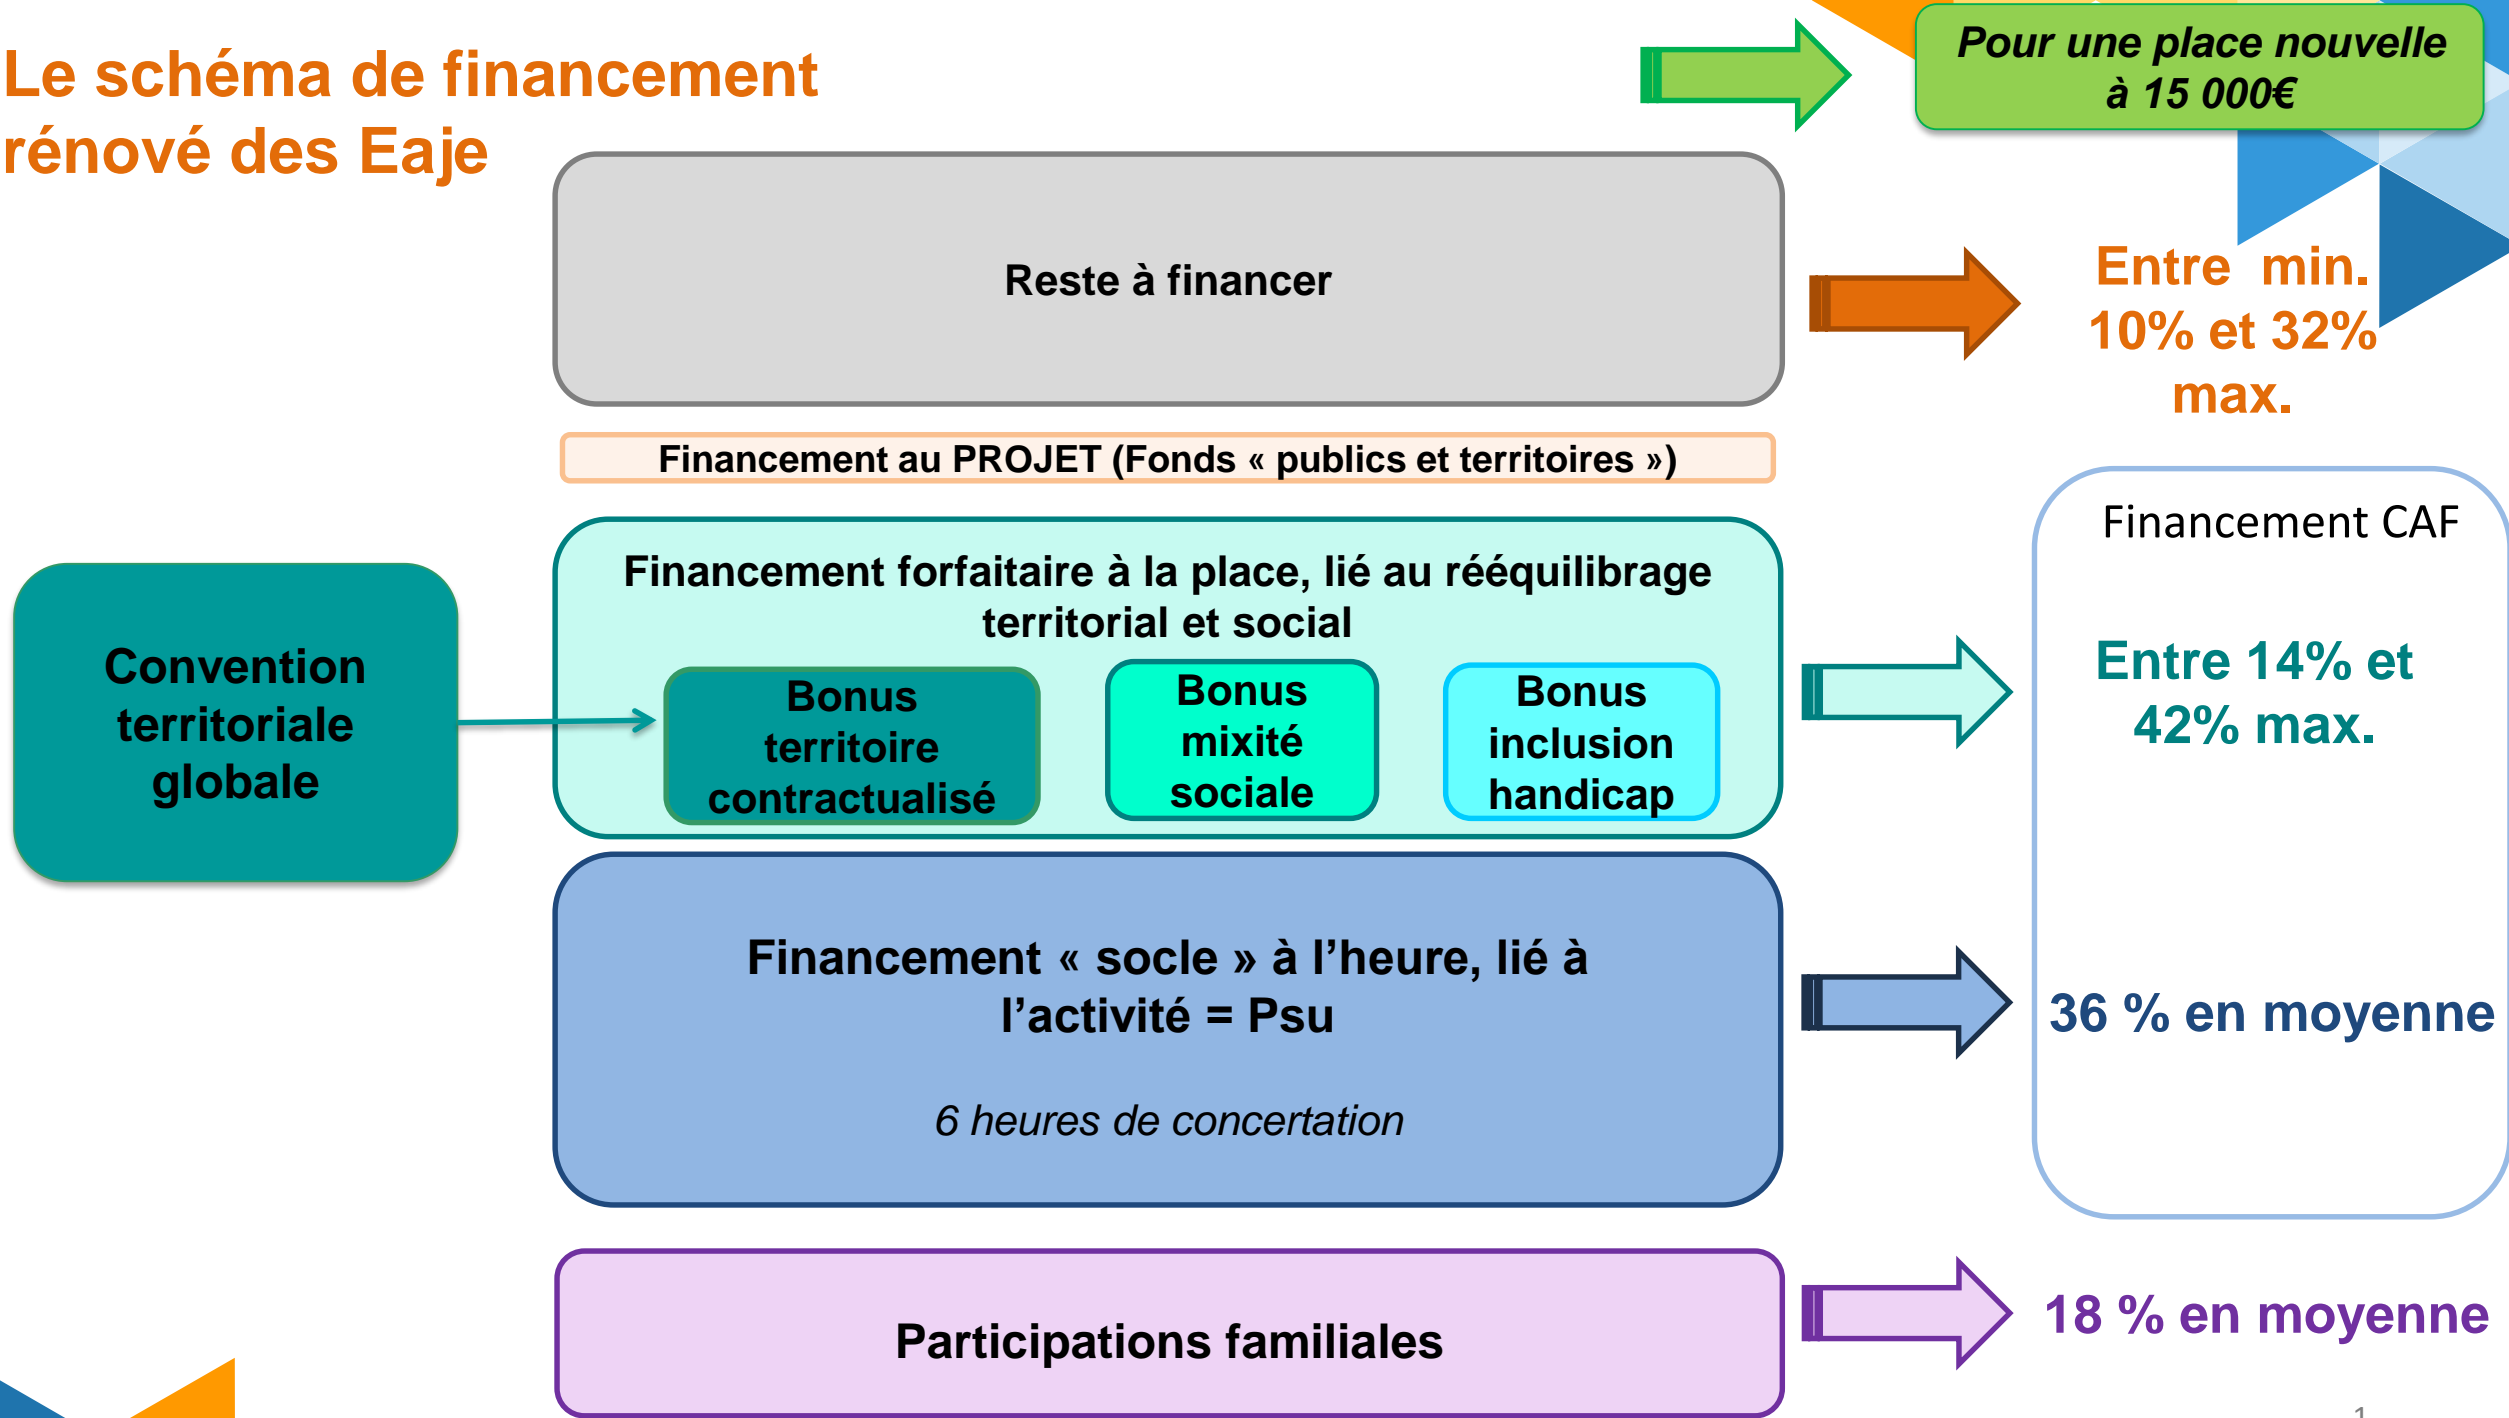 Le schéma de financement
rénové des Eaje
Pour une place nouvelle
à 15 000€
Reste à financer
Entre  min.
10% et 32%
max.
Financement au PROJET (Fonds « publics et territoires »)
Financement CAF
Financement forfaitaire à la place, lié au rééquilibrage
territorial et social
Convention
territoriale
globale
Bonus
territoire
contractualisé
Bonus
mixité
sociale
Bonus
inclusion
handicap
Entre 14% et
42% max.
Financement « socle » à l’heure, lié à
l’activité = Psu
6 heures de concertation
36 % en moyenne
Participations familiales
18 % en moyenne
1